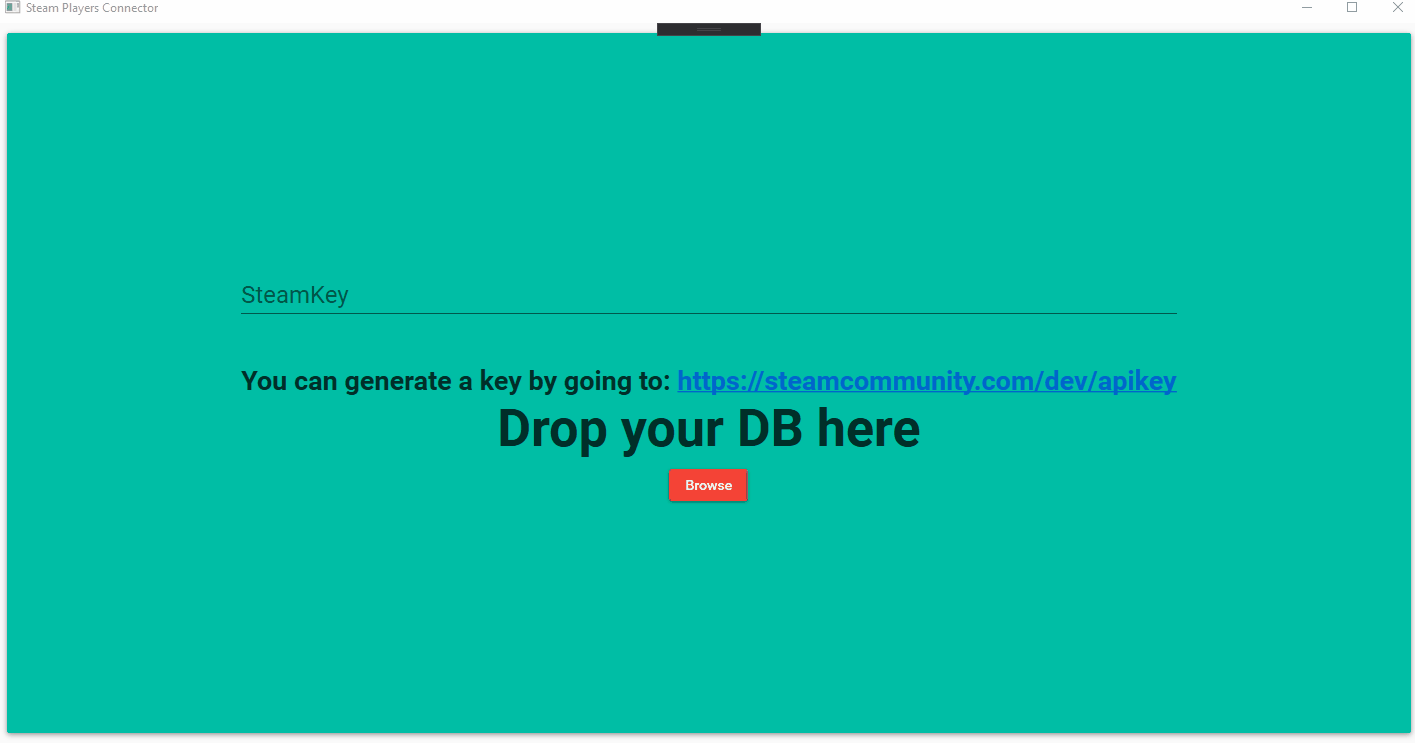 Steam Players Connector
SteamKey
You can generate a key by going to: https://steamcommunity.com/dev/apikey
Drop your DB here
Browse